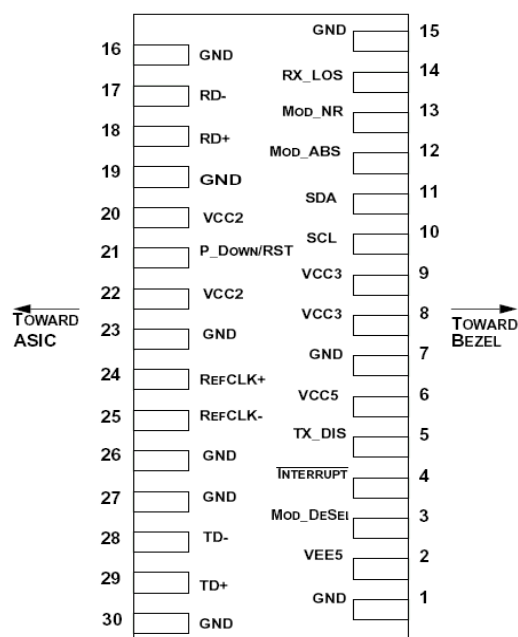 GND 15
16 GND
RX_LOS 14
17 RD-
MOD_NR 13
18 RD+
MOD_ABS 12
19 GND
SDA 11
20 VCC2
SCL 10
21 P_DOWN/RST
VCC3 9
22 VCC2
VCC3 8
TOWARD
ASIC
TOWARD
BEZEL
23 GND
GND 7
24 REFCLK+
VCC5 6
25 REFCLK-
TX_DIS 5
26 GND
INTERRUPT 4
27 GND
MOD_DESEL 3
28 TD-
VEE5 2
29 TD+
GND 1
30 GND